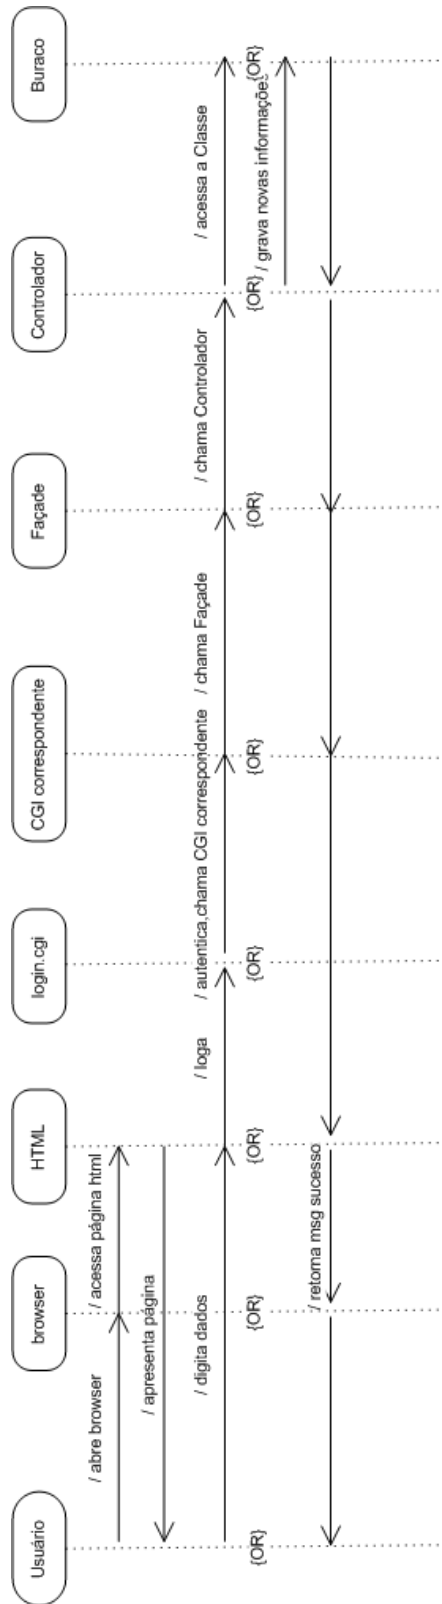 Usuário
browser
HTML
login.cgi
CGI correspondente
Façade
Controlador
Buraco
/ abre browser
/ acessa página html
/ apresenta página
/ digita dados
/ loga
/ autentica,chama CGI correspondente
/ chama Façade
/ chama Controlador
/ acessa a Classe
{OR}
{OR}
{OR}
{OR}
{OR}
{OR}
{OR}
{OR}
/ grava novas informações
/ retorna msg sucesso